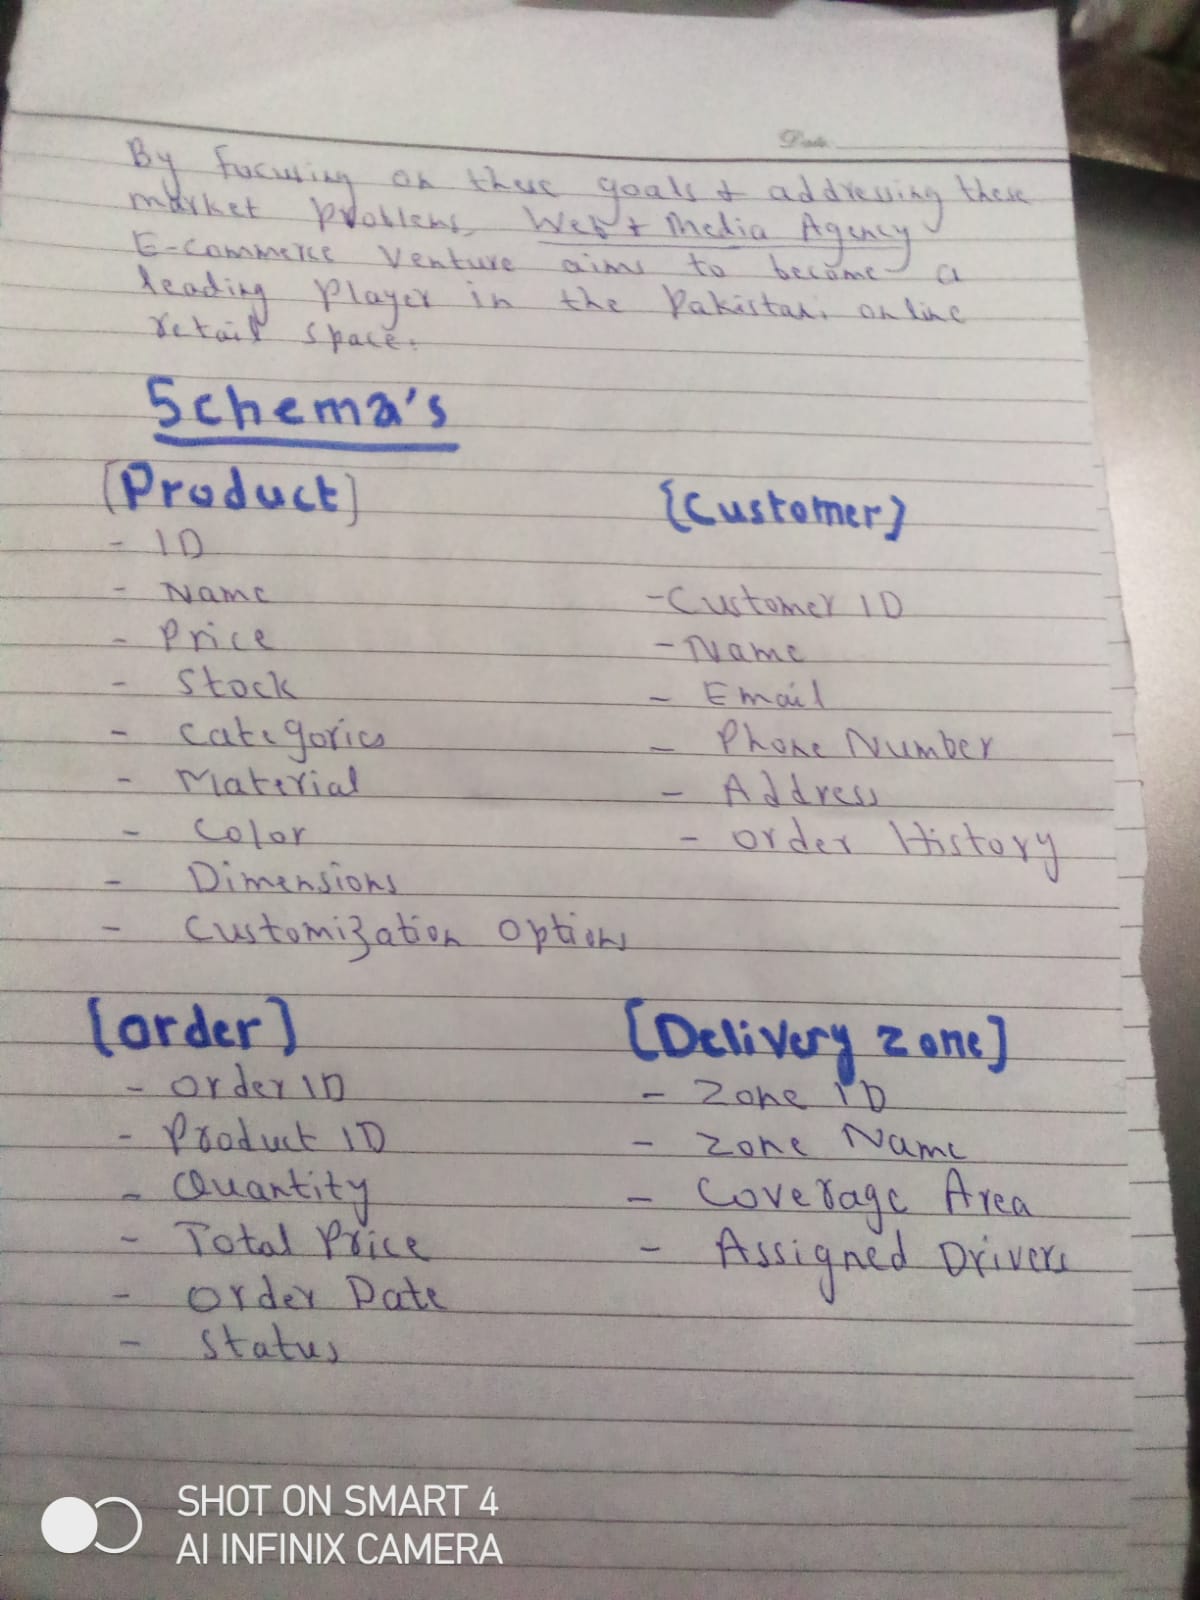 Date
By focusing on these goals & addressing these
market problems, Web & Media Agency
E-commerce Venture aims to become a
leading player in the Pakistani online
retail space.
Schema's
[Product]
- ID
- Name
- Price
- Stock
- Categories
- Material
- Color
- Dimensions
- Customization Options
{Customer}
- Customer ID
- Name
- Email
- Phone Number
- Address
- Order History
[Order]
- Order ID
- Product ID
- Quantity
- Total Price
- Order Date
- Status
[Delivery Zone]
- Zone ID
- Zone Name
- Coverage Area
- Assigned Drivers
SHOT ON SMART 4
AI INFINIX CAMERA